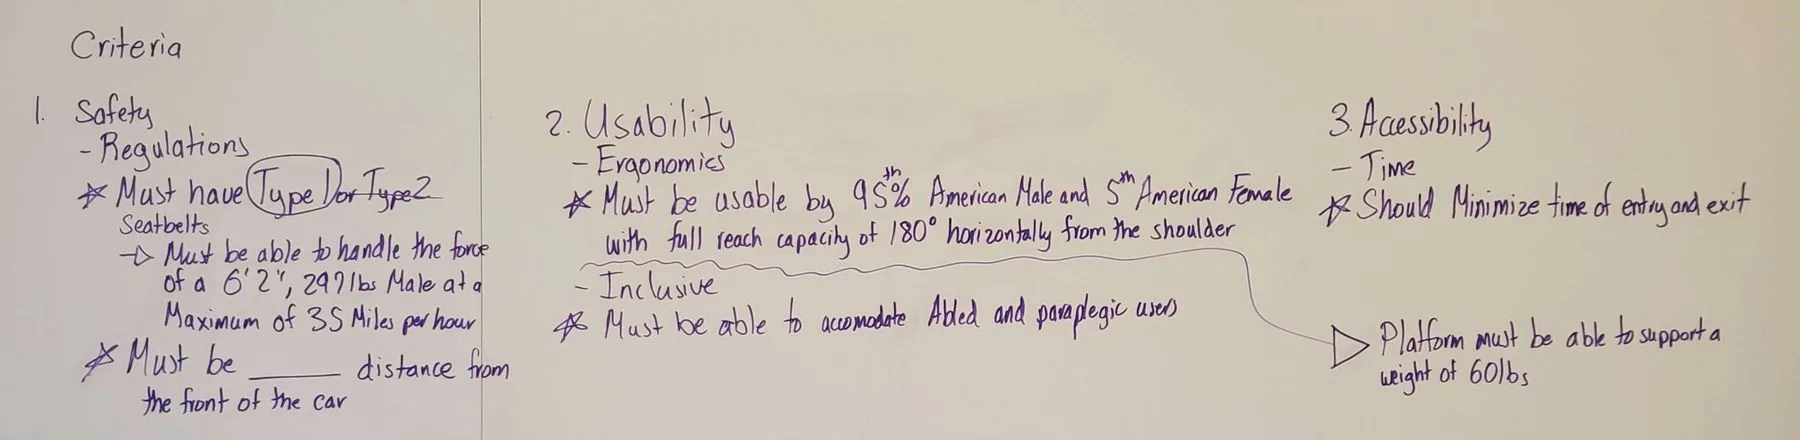 Criteria
1. Safety
- Regulations
☆ Must have Type 1 or Type 2
Seatbelts
→ Must be able to handle the force
of a 6'2", 297 lbs Male at a
Maximum of 35 Miles per hour
☆ Must be ______ distance from
the front of the car
2. Usability
- Ergonomics
☆ Must be usable by 95th% American Male and 5th American Female
with full reach capacity of 180° horizontally from the shoulder
- Inclusive
☆ Must be able to accomodate Abled and paraplegic users
3. Accessibility
- Time
☆ Should Minimize time of entry and exit
▷ Platform must be able to support a
weight of 60lbs